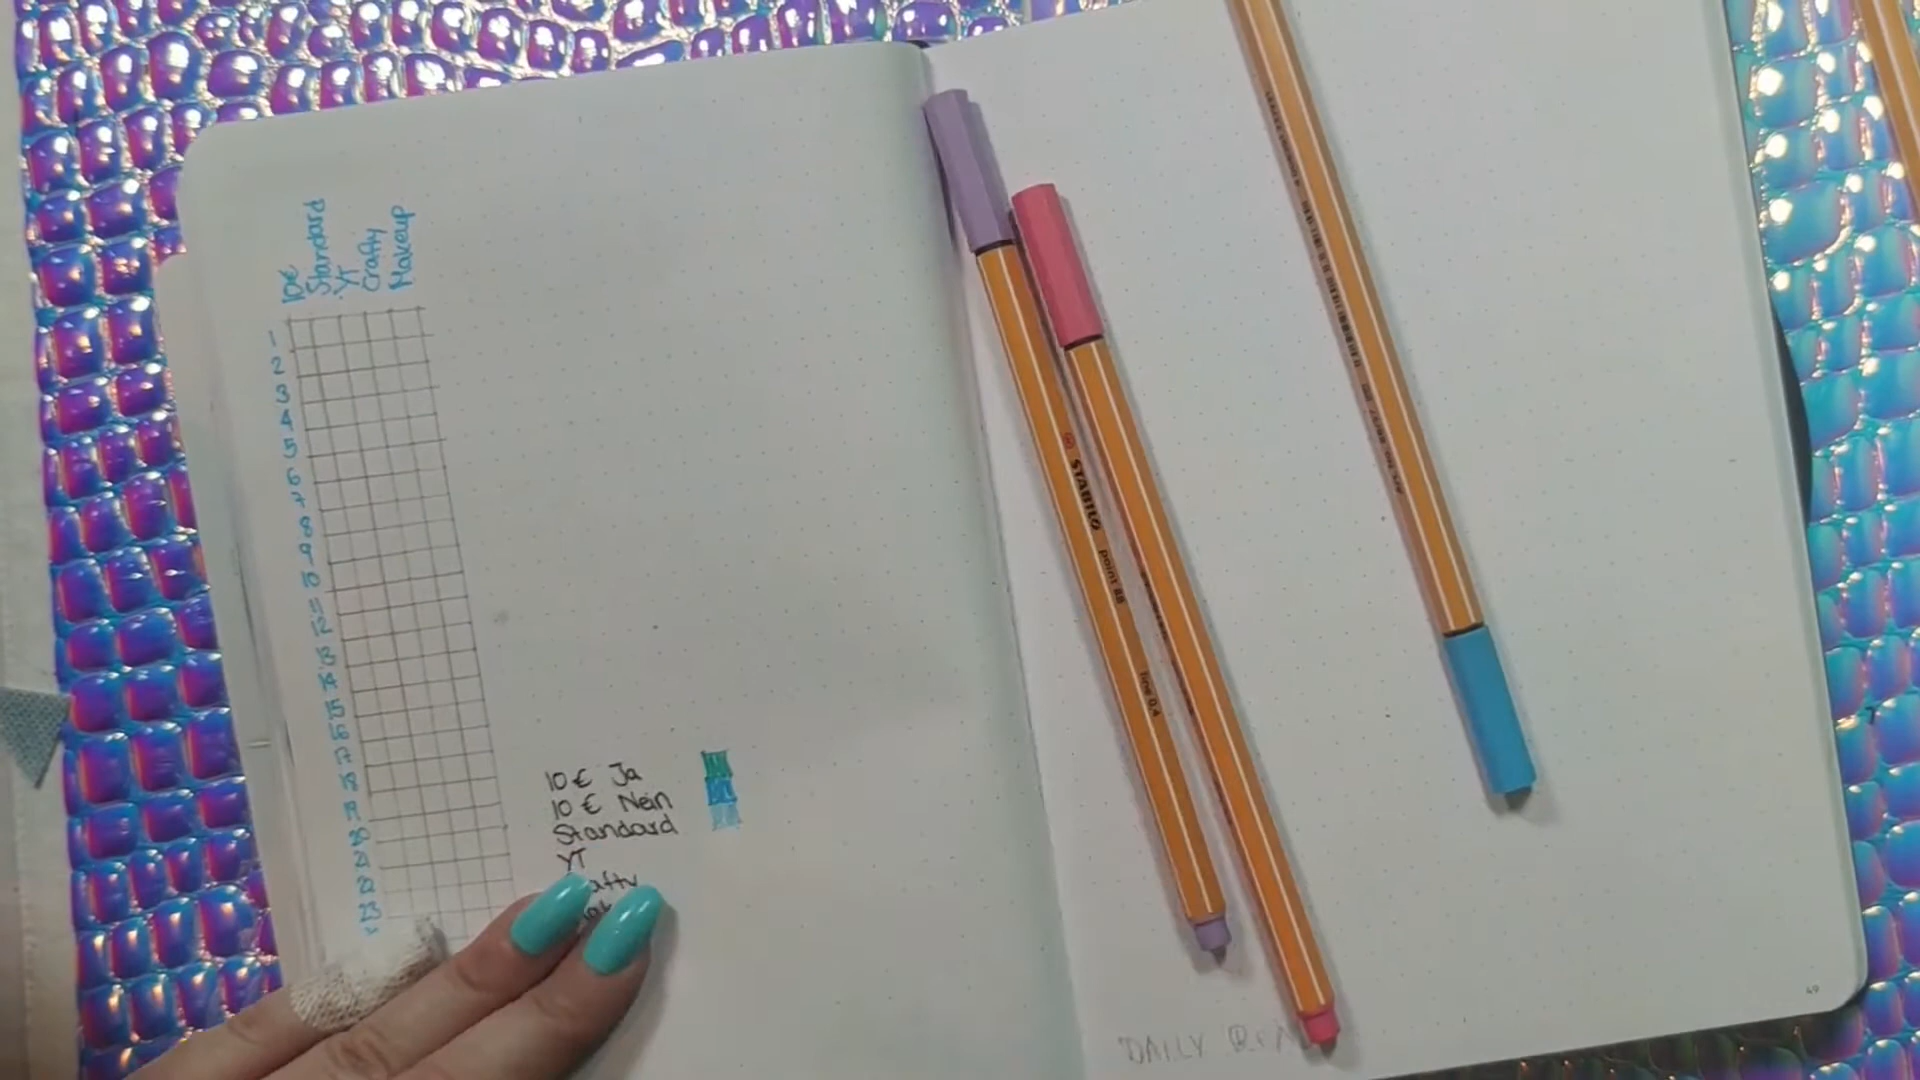 10€
Standard
YT
Crafty
Makeup
1
2
3
4
5
6
7
8
9
10
11
12
13
14
15
16
17
18
19
20
21
22
23
10€ Ja
10€ Nein
Standard
YT
STABILO point 88 fine 0,4
DAILY
49